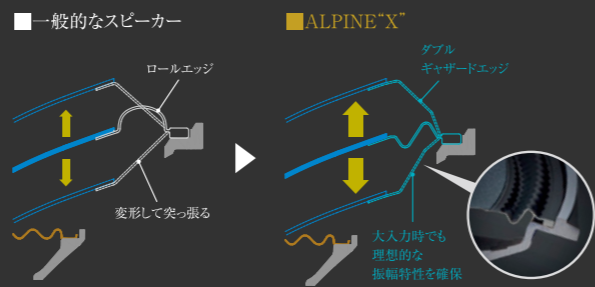 ■一般的なスピーカー
ロールエッジ
変形して突っ張る
■ALPINE“X”
ダブル
ギャザードエッジ
大入力時でも
理想的な
振幅特性を確保